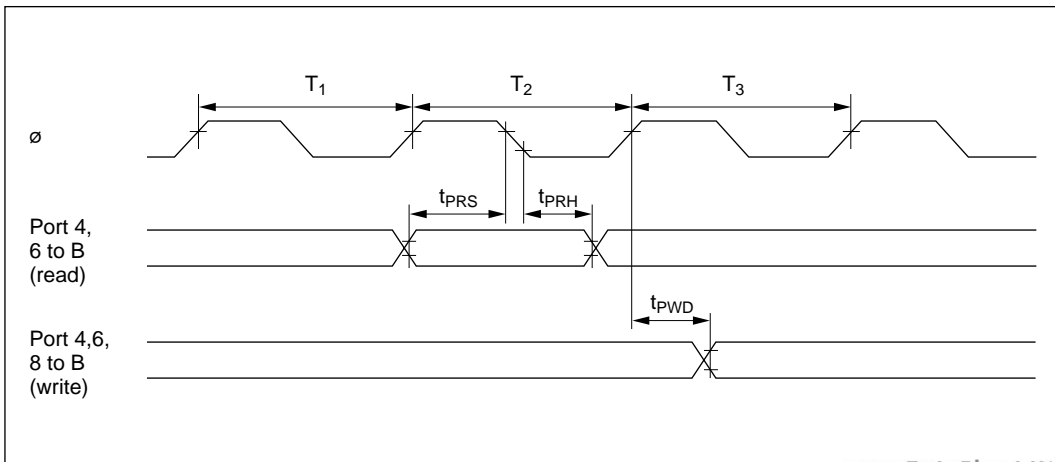 T1
T2
T3
ø
tPRS
tPRH
Port 4,
6 to B
(read)
tPWD
Port 4,6,
8 to B
(write)